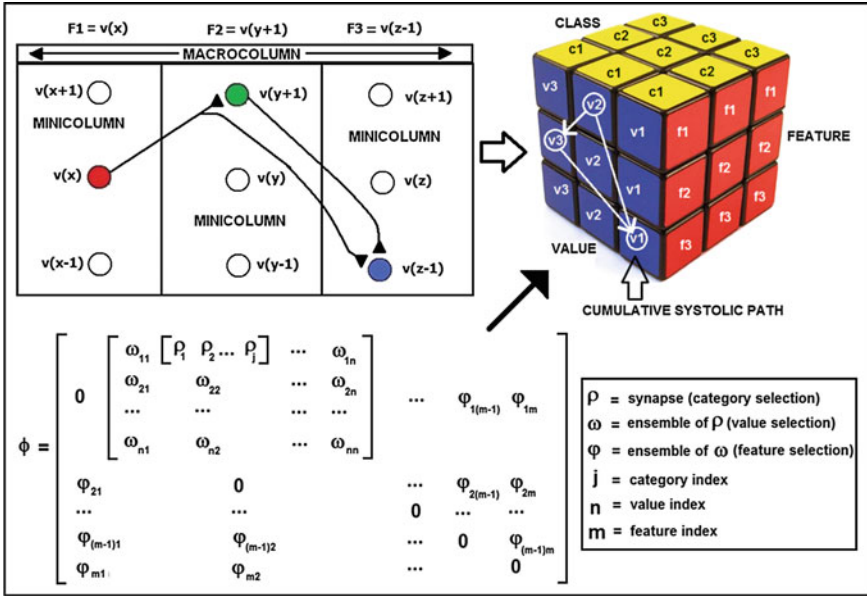 F1 = v(x) F2 = v(y+1) F3 = v(z-1)
MACROCOLUMN
v(x+1) v(y+1) v(z+1)
MINICOLUMN MINICOLUMN
v(x) v(y) v(z)
MINICOLUMN
v(x-1) v(y-1) v(z-1)
CLASS
c3
c2 c3
c1 c2 c3
c1 c2
c1
v3 v2 v1 f1 f1 f1
v3 v2 v1 f2 f2 f2
v3 v2 v1 f3 f3 f3
FEATURE
VALUE
CUMULATIVE SYSTOLIC PATH
ϕ =
0 ω11 [ρ1 ρ2 ... ρj] ... ω1n ... φ1(m-1) φ1m
ω21 ω22 ... ω2n
... ... ... ...
ωn1 ωn2 ... ωnn
φ21 0 ... φ2(m-1) φ2m
... ... 0 ... ...
φ(m-1)1 φ(m-1)2 ... 0 φ(m-1)m
φm1 φm2 ... 0
ρ = synapse (category selection)
ω = ensemble of ρ (value selection)
φ = ensemble of ω (feature selection)
j = category index
n = value index
m = feature index